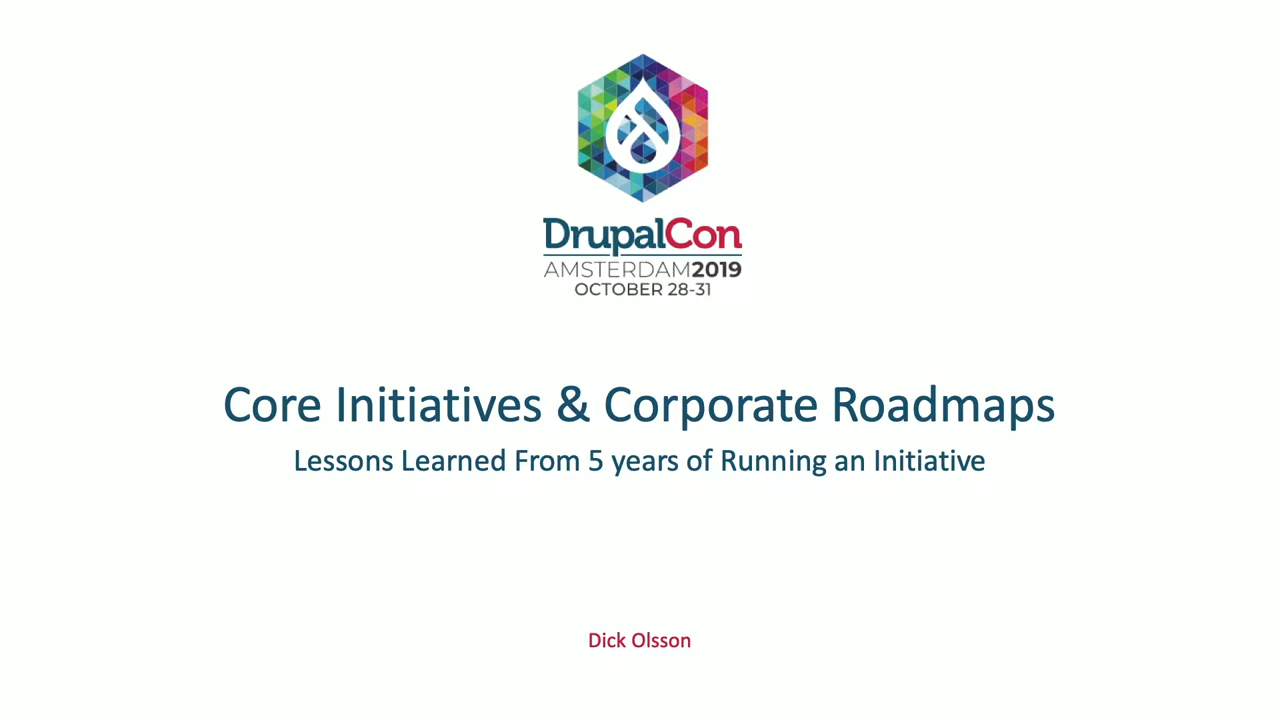 DrupalCon
AMSTERDAM2019
OCTOBER 28-31
Core Initiatives & Corporate Roadmaps
Lessons Learned From 5 years of Running an Initiative
Dick Olsson